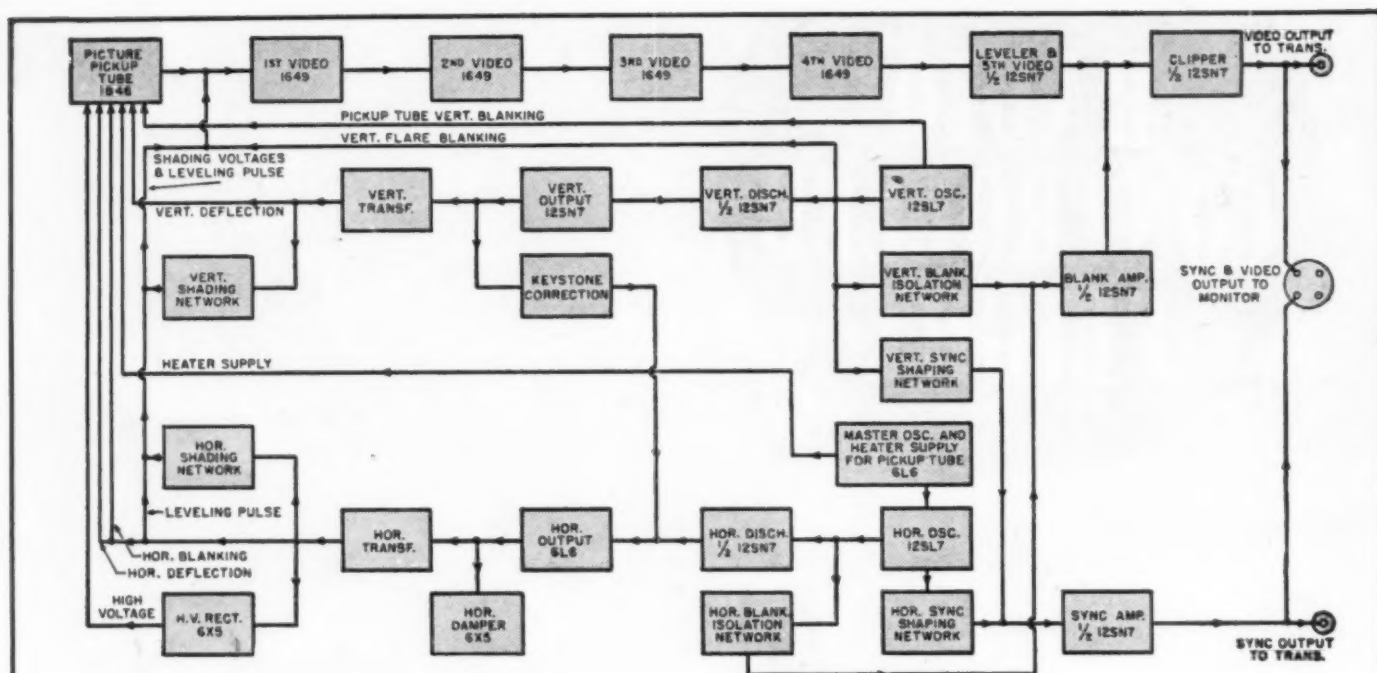 PICTURE
PICKUP
TUBE
1846
1ST VIDEO
1649
2ND VIDEO
1649
3RD VIDEO
1649
4TH VIDEO
1649
LEVELER &
5TH VIDEO
1/2 12SN7
CLIPPER
1/2 12SN7
VIDEO OUTPUT
TO TRANS.
PICKUP TUBE VERT. BLANKING
VERT. FLARE BLANKING
SHADING VOLTAGES
& LEVELING PULSE
VERT. DEFLECTION
VERT.
TRANSF.
VERT.
OUTPUT
12SN7
VERT. DISCH.
1/2 12SN7
VERT. OSC.
12SL7
VERT.
SHADING
NETWORK
KEYSTONE
CORRECTION
VERT. BLANK.
ISOLATION
NETWORK
BLANK AMP.
1/2 12SN7
SYNC & VIDEO
OUTPUT TO
MONITOR
HEATER SUPPLY
VERT. SYNC
SHAPING
NETWORK
HOR.
SHADING
NETWORK
MASTER OSC. AND
HEATER SUPPLY
FOR PICKUP TUBE
6L6
LEVELING PULSE
HOR.
TRANSF.
HOR.
OUTPUT
6L6
HOR. DISCH.
1/2 12SN7
HOR. OSC.
12SL7
HOR. BLANKING
HOR. DEFLECTION
HIGH
VOLTAGE
H.V. RECT.
6X5
HOR.
DAMPER
6X5
HOR. BLANK.
ISOLATION
NETWORK
HOR. SYNC
SHAPING
NETWORK
SYNC AMP.
1/2 12SN7
SYNC OUTPUT
TO TRANS.